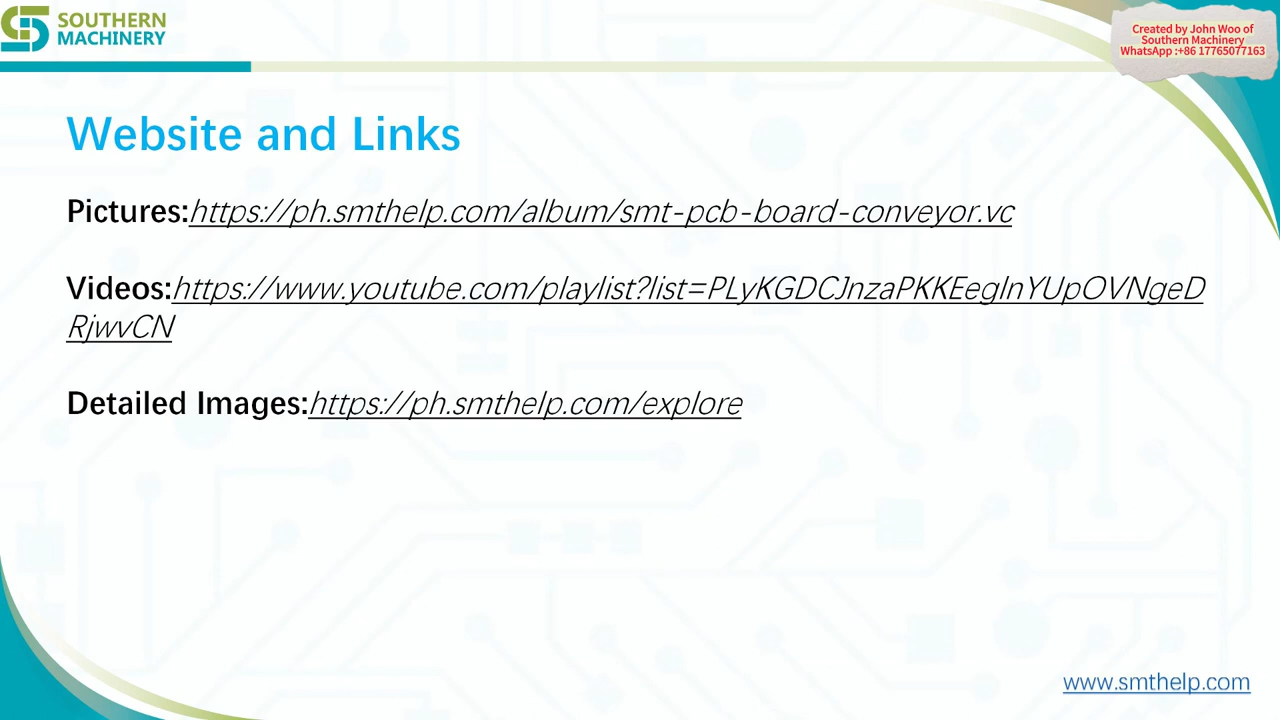 SOUTHERN
MACHINERY
Created by John Woo of
Southern Machinery
WhatsApp :+86 17765077163
Website and Links
Pictures:https://ph.smthelp.com/album/smt-pcb-board-conveyor.vc
Videos:https://www.youtube.com/playlist?list=PLyKGDCJnzaPKKEeglnYUpOVNgeD
RjwvCN
Detailed Images:https://ph.smthelp.com/explore
www.smthelp.com